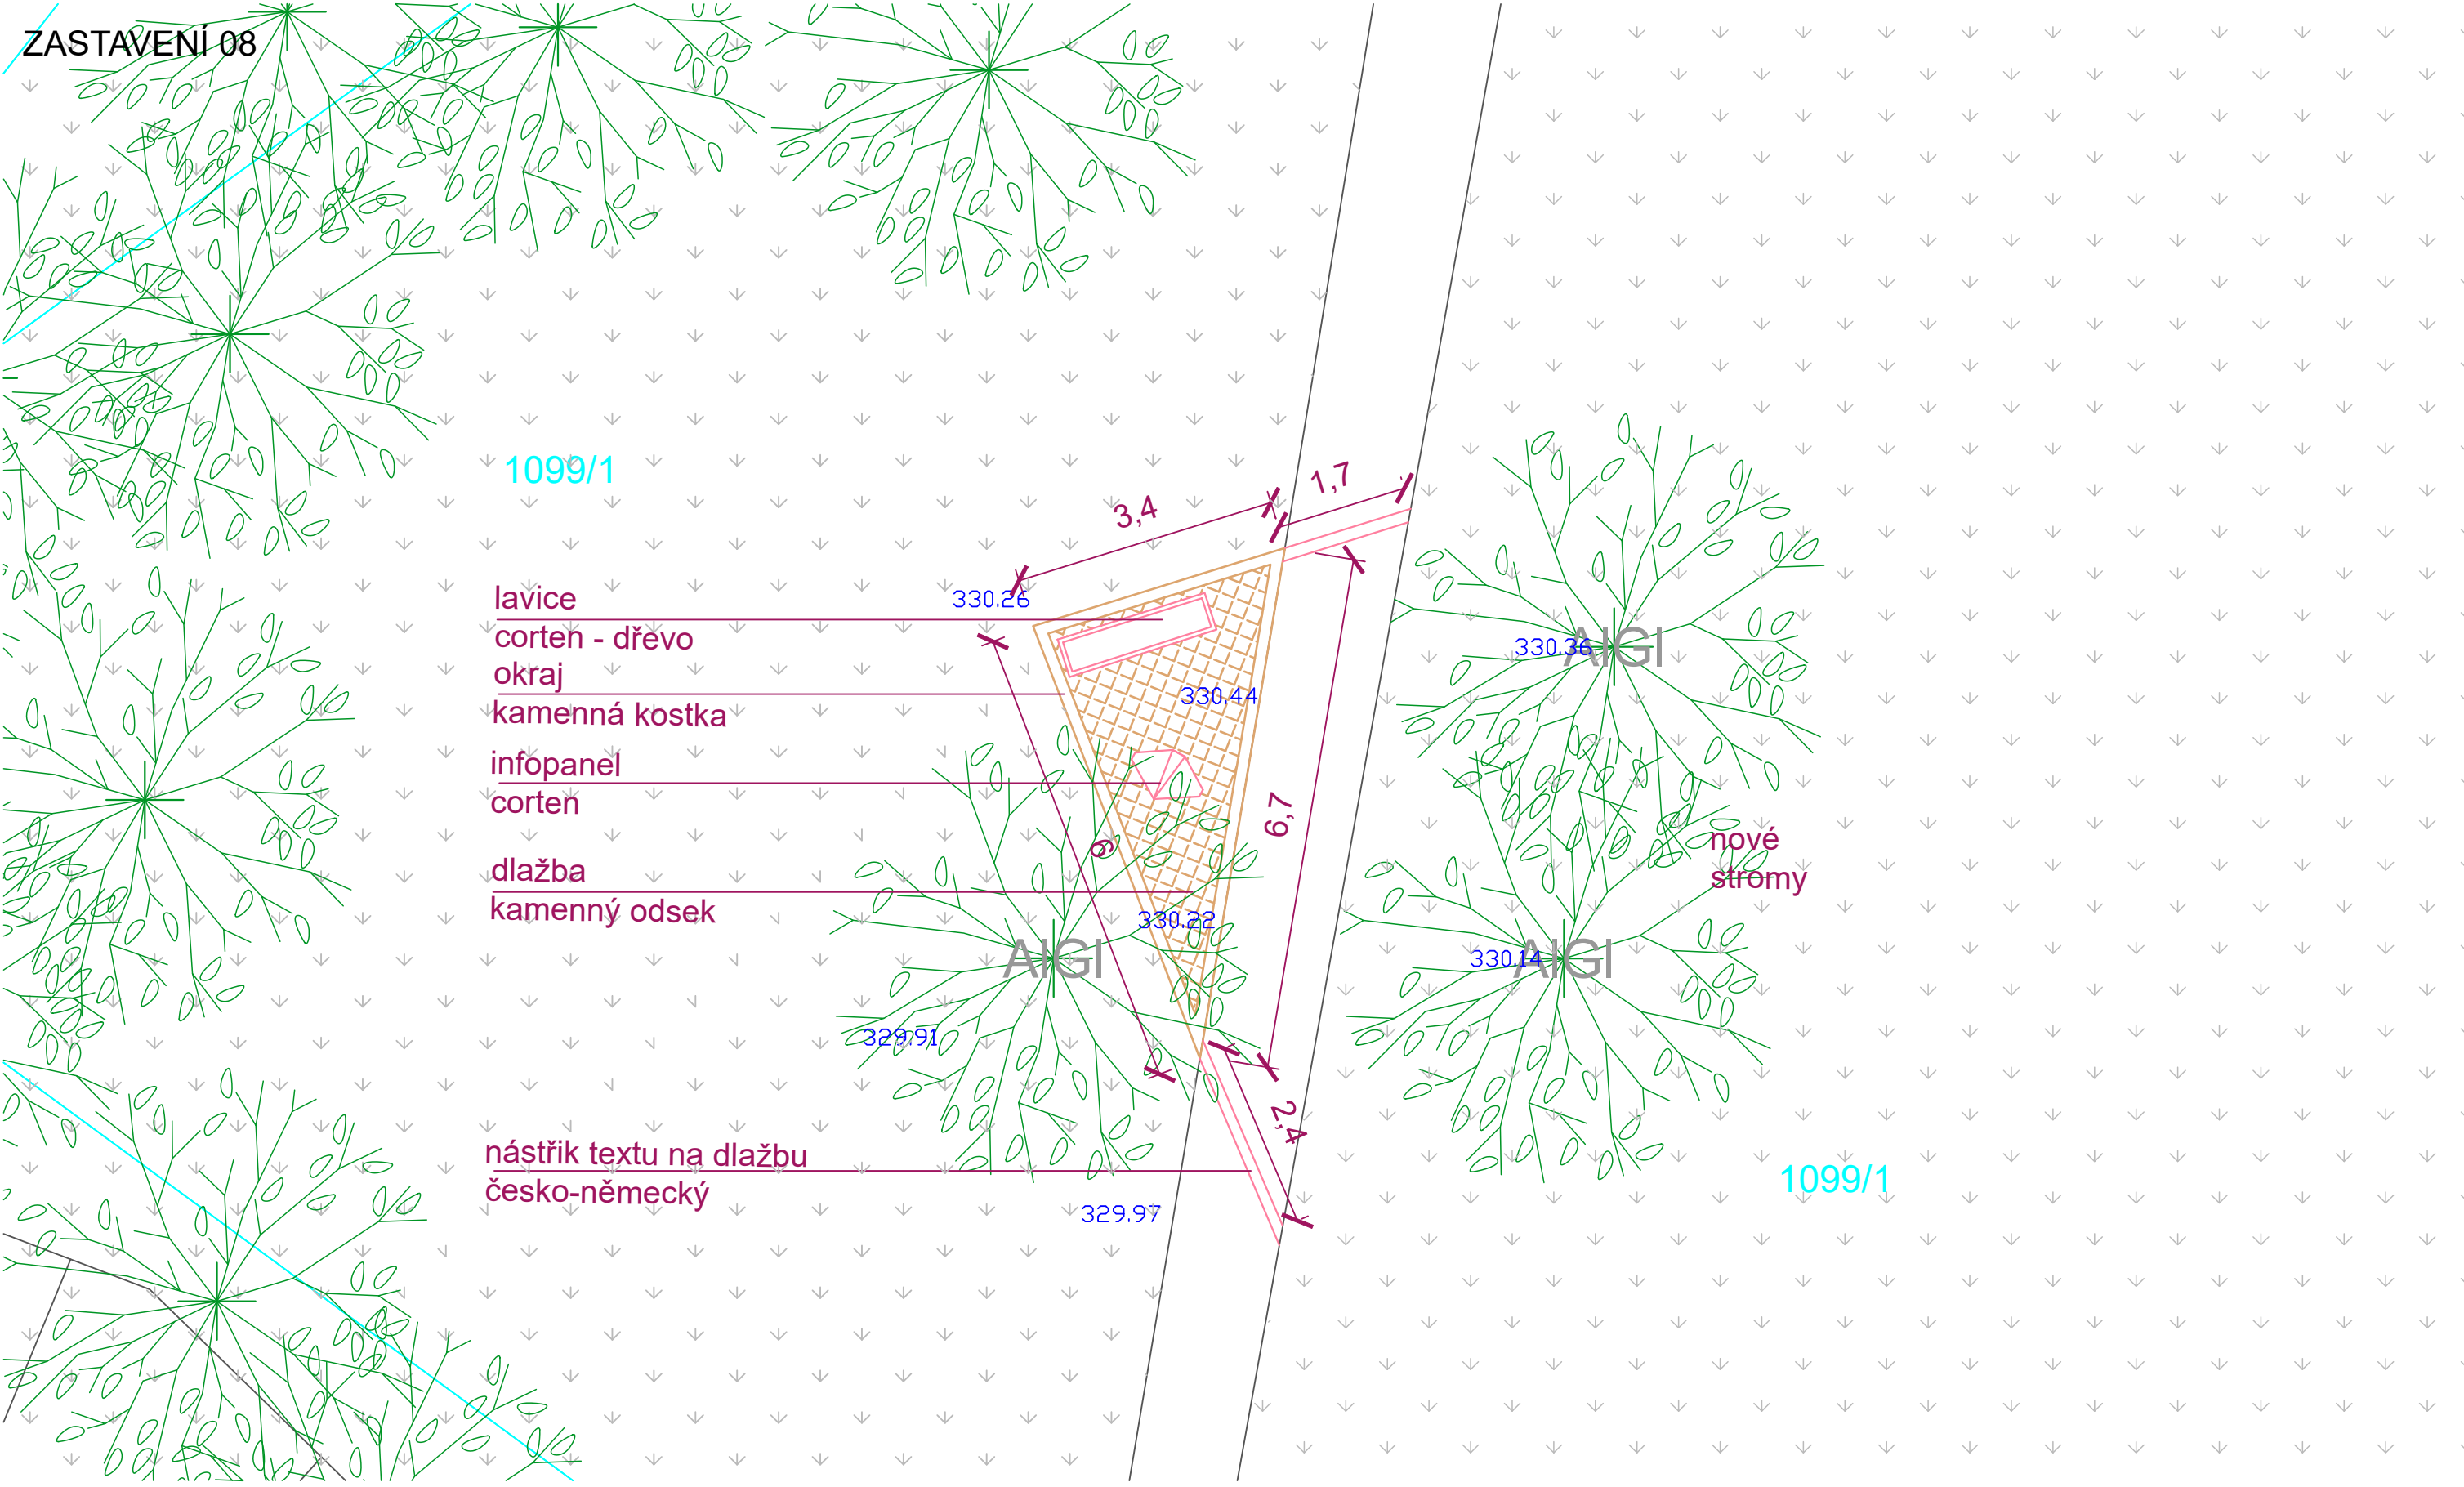 ZASTAVENÍ 08
1099/1
3,4
1,7
lavice
330.26
corten - dřevo
okraj
kamenná kostka
330.44
330.36
AIGI
infopanel
corten
6,7
6
nové
stromy
dlažba
kamenný odsek
330.22
AIGI
330.14
AIGI
329.91
2,4
nástřik textu na dlažbu
česko-německý
1099/1
329.97